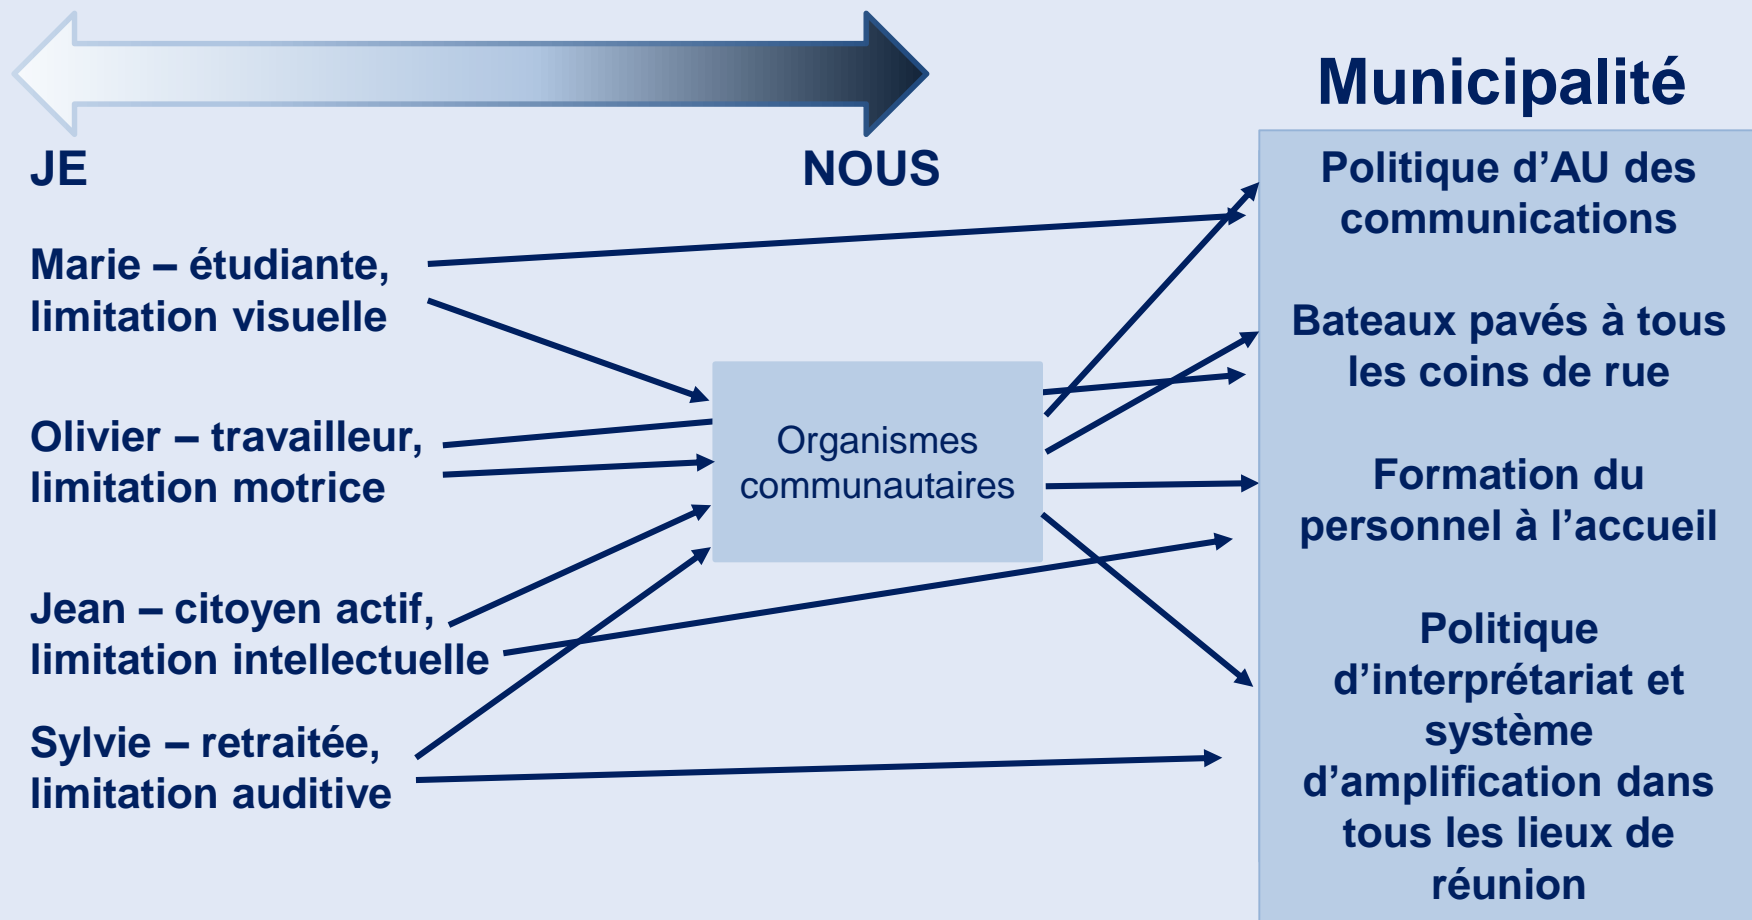 JE
NOUS
Marie – étudiante,
limitation visuelle
Olivier – travailleur,
limitation motrice
Jean – citoyen actif,
limitation intellectuelle
Sylvie – retraitée,
limitation auditive
Organismes
communautaires
Municipalité
Politique d’AU des
communications
Bateaux pavés à tous
les coins de rue
Formation du
personnel à l’accueil
Politique
d’interprétariat et
système
d’amplification dans
tous les lieux de
réunion